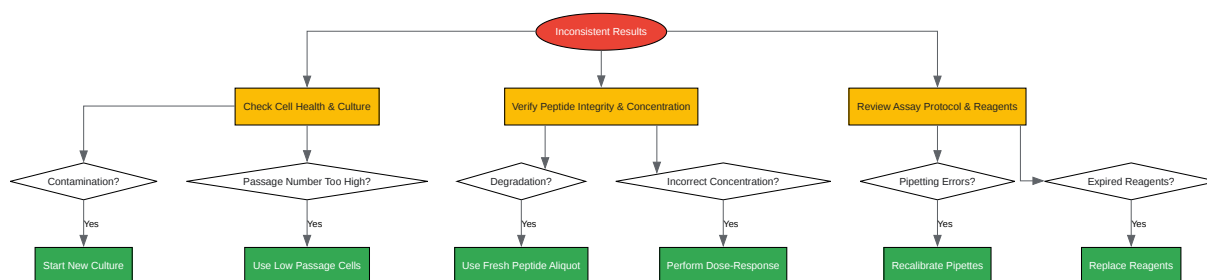 Inconsistent Results
Check Cell Health & Culture
Verify Peptide Integrity & Concentration
Review Assay Protocol & Reagents
Contamination?
Passage Number Too High?
Degradation?
Incorrect Concentration?
Pipetting Errors?
Expired Reagents?
Yes
Yes
Yes
Yes
Yes
Yes
Start New Culture
Use Low Passage Cells
Use Fresh Peptide Aliquot
Perform Dose-Response
Recalibrate Pipettes
Replace Reagents